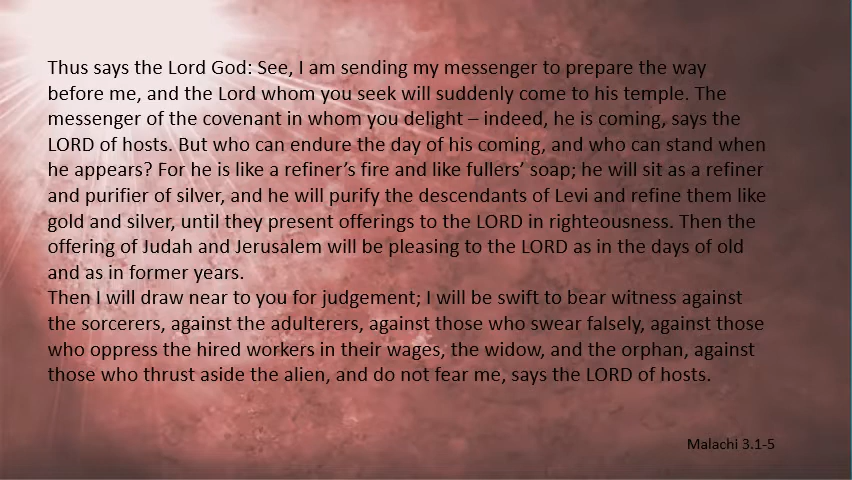 Thus says the Lord God: See, I am sending my messenger to prepare the way
before me, and the Lord whom you seek will suddenly come to his temple. The
messenger of the covenant in whom you delight – indeed, he is coming, says the
LORD of hosts. But who can endure the day of his coming, and who can stand when
he appears? For he is like a refiner’s fire and like fullers’ soap; he will sit as a refiner
and purifier of silver, and he will purify the descendants of Levi and refine them like
gold and silver, until they present offerings to the LORD in righteousness. Then the
offering of Judah and Jerusalem will be pleasing to the LORD as in the days of old
and as in former years.
Then I will draw near to you for judgement; I will be swift to bear witness against
the sorcerers, against the adulterers, against those who swear falsely, against those
who oppress the hired workers in their wages, the widow, and the orphan, against
those who thrust aside the alien, and do not fear me, says the LORD of hosts.
Malachi 3.1-5